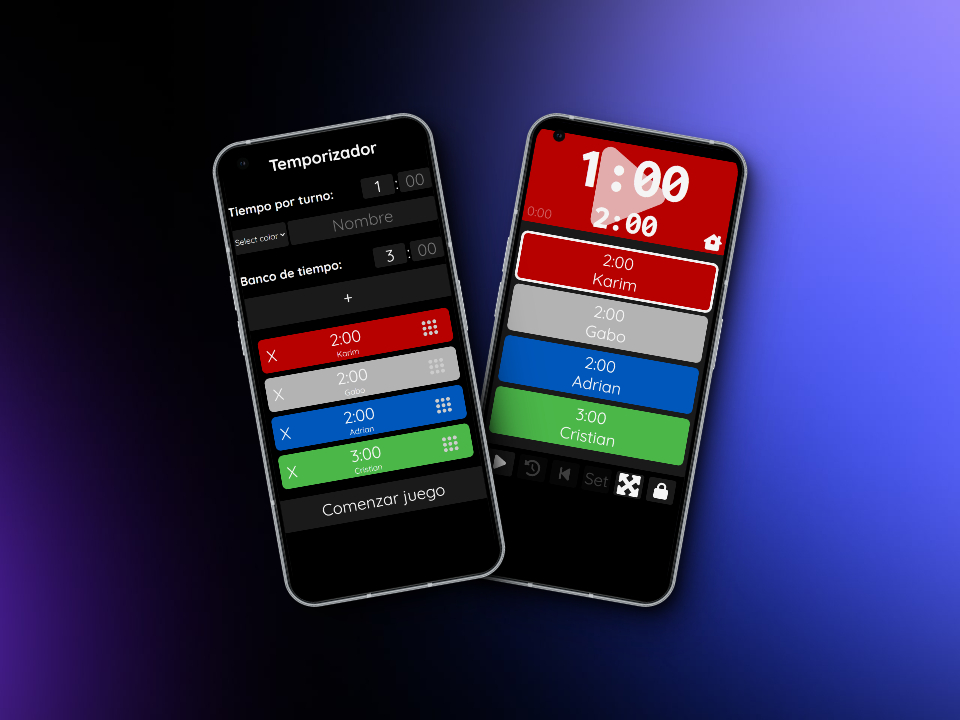 Temporizador
Tiempo por turno: 1 : 00
Select color Nombre
Banco de tiempo: 3 : 00
+
X 2:00
Karim
X 2:00
Gabo
X 2:00
Adrian
X 3:00
Cristian
Comenzar juego
1:00
0:00 2:00
2:00
Karim
2:00
Gabo
2:00
Adrian
3:00
Cristian
Set